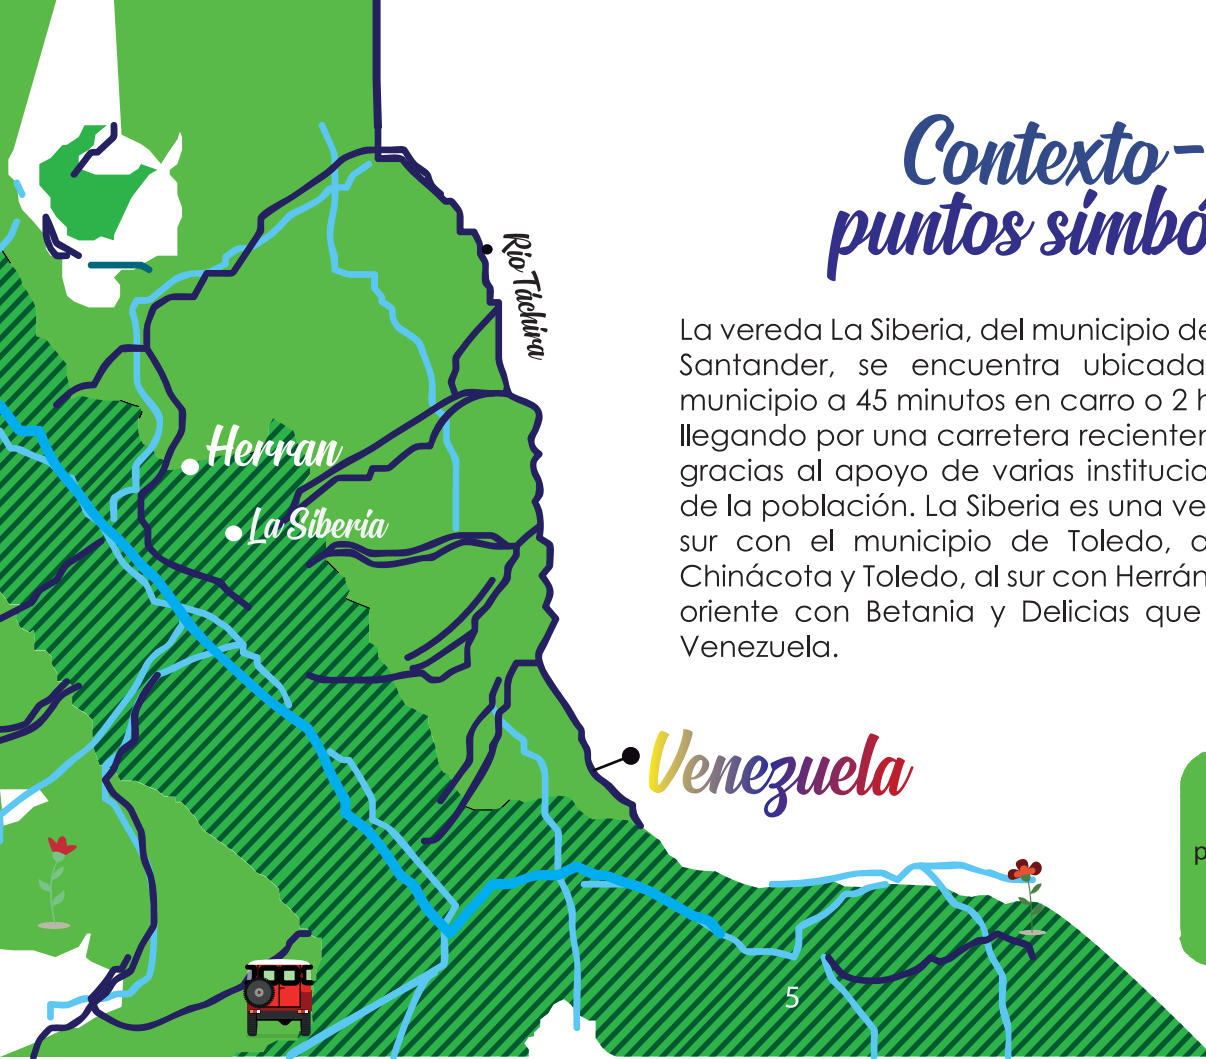 Contexto-
puntos simbó
Río Táchira
La vereda La Siberia, del municipio de
Santander, se encuentra ubicada
municipio a 45 minutos en carro o 2 h
llegando por una carretera recienter
gracias al apoyo de varias institucio
de la población. La Siberia es una ve
sur con el municipio de Toledo, a
Chinácota y Toledo, al sur con Herrán
oriente con Betania y Delicias que
Venezuela.
Herran
La Siberia
Venezuela
p
5